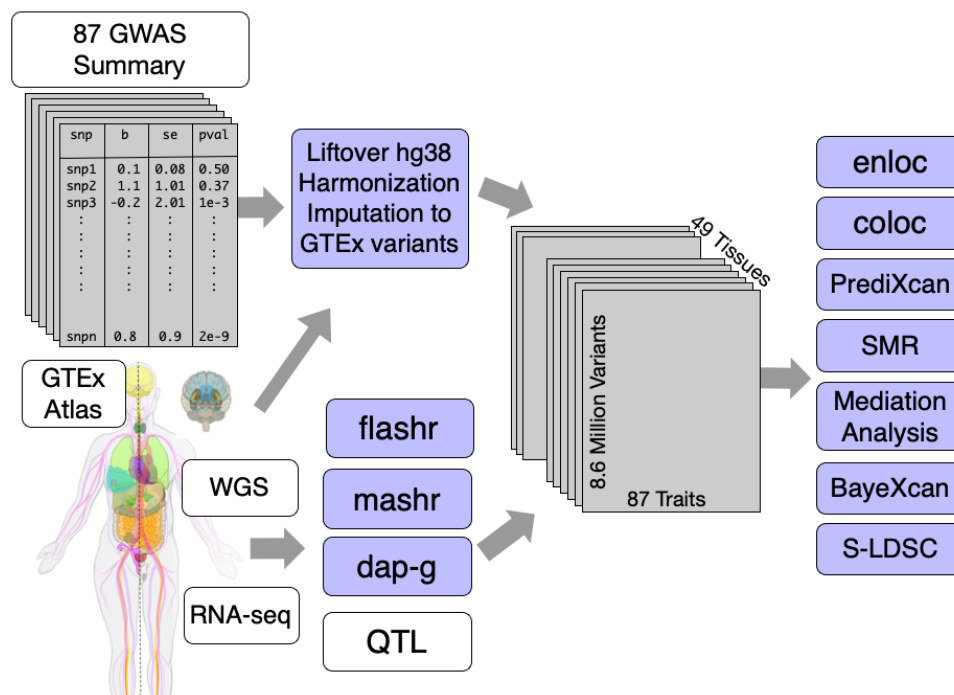 87 GWAS
Summary
snp b se pval
snp1 0.1 0.08 0.50
snp2 1.1 1.01 0.37
snp3 -0.2 2.01 1e-3
: : : :
: : : :
: : : :
: : : :
: : : :
: : : :
snpn 0.8 0.9 2e-9
Liftover hg38
Harmonization
Imputation to
GTEx variants
GTEx
Atlas
WGS
RNA-seq
flashr
mashr
dap-g
QTL
49 Tissues
8.6 Million Variants
87 Traits
enloc
coloc
PrediXcan
SMR
Mediation
Analysis
BayeXcan
S-LDSC